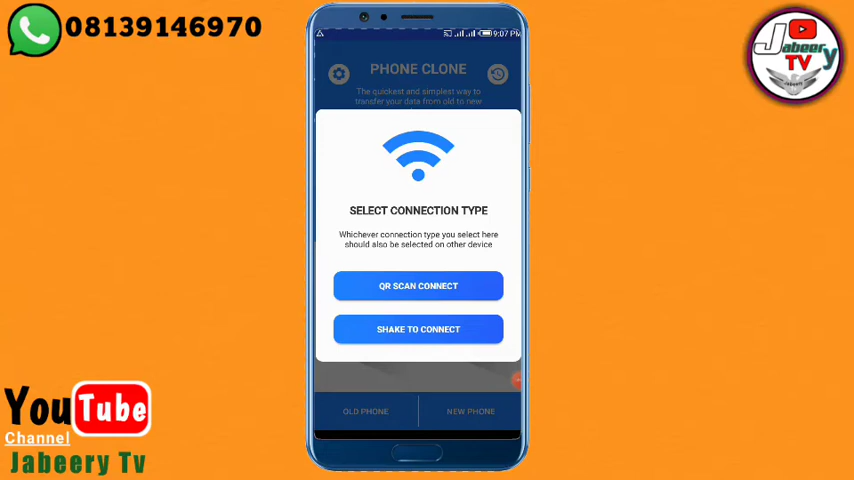 08139146970
Jabeery
TV
Jabeery
9:07 PM
PHONE CLONE
The quickest and simplest way to
transfer your data from old to new
SELECT CONNECTION TYPE
Whichever connection type you select here
should also be selected on other device
QR SCAN CONNECT
SHAKE TO CONNECT
OLD PHONE
NEW PHONE
YouTube
Channel
Jabeery Tv